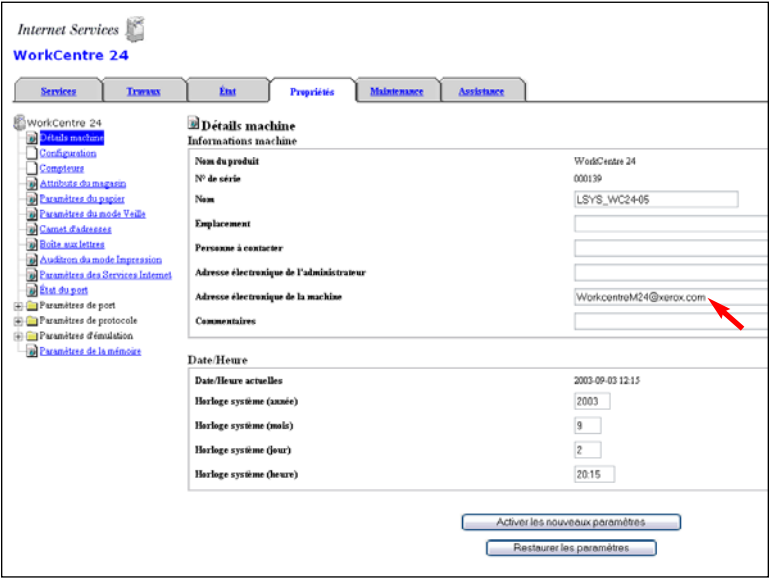 Internet Services
WorkCentre 24
Services Travaux État Propriétés Maintenance Assistance
WorkCentre 24
Détails machine
Configuration
Compteurs
Attributs du magasin
Paramètres du papier
Paramètres du mode Veille
Carnet d'adresses
Boîte aux lettres
Auditron du mode Impression
Paramètres des Services Internet
État du port
Paramètres de port
Paramètres de protocole
Paramètres d'émulation
Paramètres de la mémoire
Détails machine
Informations machine
Nom du produit WorkCentre 24
N° de série 000139
Nom LSYS_WC24-05
Emplacement
Personne à contacter
Adresse électronique de l'administrateur
Adresse électronique de la machine WorkcentreM24@xerox.com
Commentaires
Date/Heure
Date/Heure actuelles 2003-09-03 12:15
Horloge système (année) 2003
Horloge système (mois) 9
Horloge système (jour) 2
Horloge système (heure) 20:15
Activer les nouveaux paramètres
Restaurer les paramètres